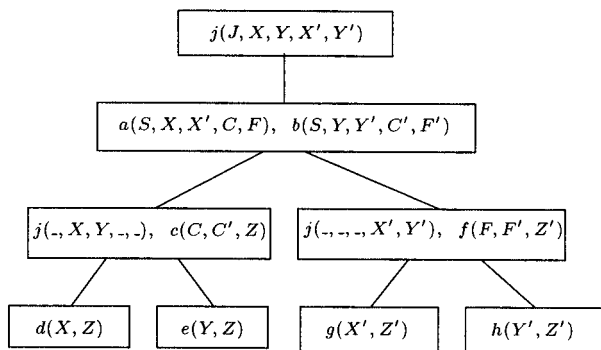 j(J, X, Y, X′, Y′)
a(S, X, X′, C, F), b(S, Y, Y′, C′, F′)
j(_, X, Y, _, _), c(C, C′, Z)
j(_, _, _, X′, Y′), f(F, F′, Z′)
d(X, Z)
e(Y, Z)
g(X′, Z′)
h(Y′, Z′)